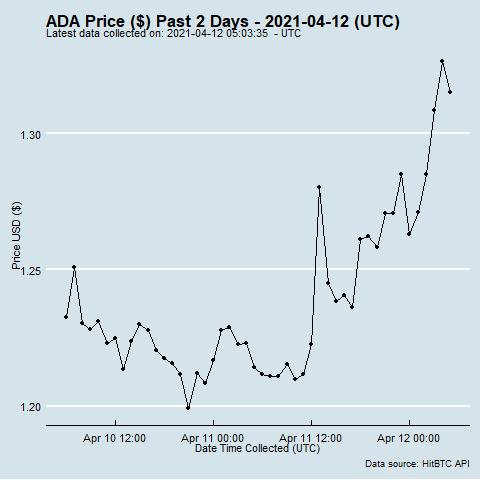 ADA Price ($) Past 2 Days - 2021-04-12 (UTC)
Latest data collected on: 2021-04-12 05:03:35 - UTC
1.30
1.25
1.20
Price USD ($)
Apr 10 12:00 Apr 11 00:00 Apr 11 12:00 Apr 12 00:00
Date Time Collected (UTC)
Data source: HitBTC API